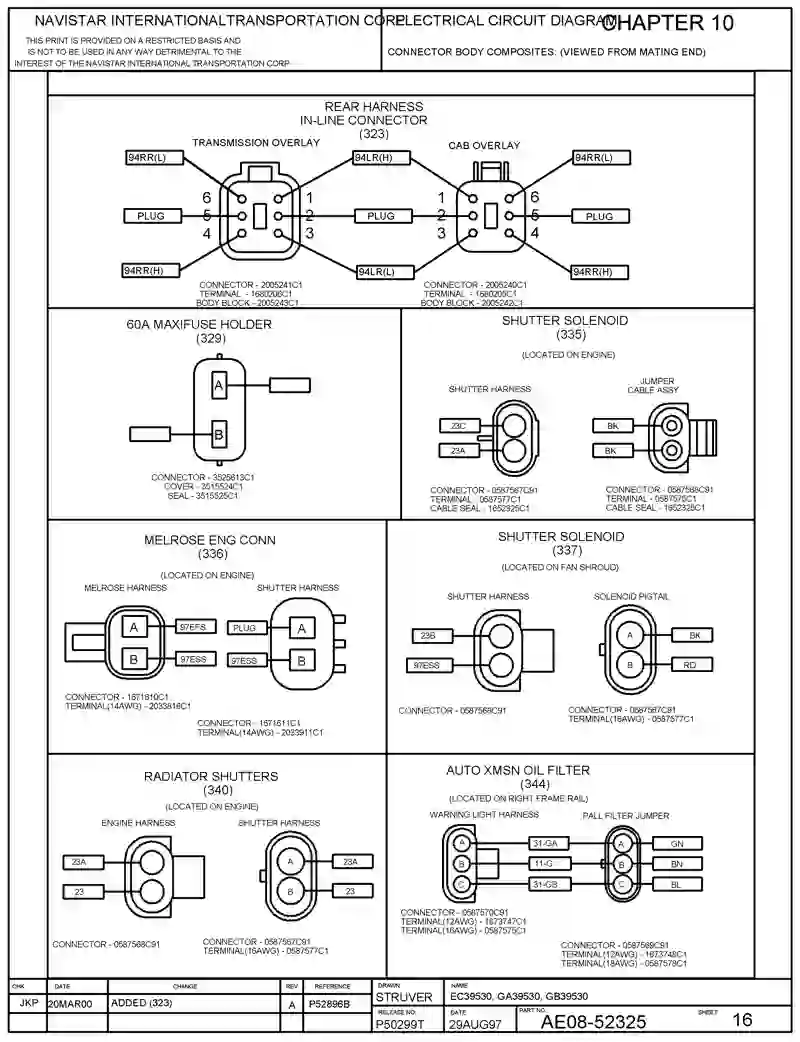 NAVISTAR INTERNATIONALTRANSPORTATION CORP.
ELECTRICAL CIRCUIT DIAGRAM
CHAPTER 10
THIS PRINT IS PROVIDED ON A RESTRICTED BASIS AND
IS NOT TO BE USED IN ANY WAY DETRIMENTAL TO THE
INTEREST OF THE NAVISTAR INTERNATIONAL TRANSPORTATION CORP
CONNECTOR BODY COMPOSITES: (VIEWED FROM MATING END)
REAR HARNESS
IN-LINE CONNECTOR
(323)
TRANSMISSION OVERLAY
CAB OVERLAY
94RR(L) 94LR(H) 94RR(L)
6 1 1 6
PLUG 5 2 PLUG 2 5 PLUG
4 3 3 4
94RR(H) 94LR(L) 94RR(H)
CONNECTOR - 2005241C1
TERMINAL - 1680206C1
BODY BLOCK - 2005243C1
CONNECTOR - 2005240C1
TERMINAL - 1680205C1
BODY BLOCK - 2005242C1
60A MAXIFUSE HOLDER
(329)
A
B
CONNECTOR - 3525613C1
COVER - 3515524C1
SEAL - 3515525C1
SHUTTER SOLENOID
(335)
(LOCATED ON ENGINE)
SHUTTER HARNESS
JUMPER
CABLE ASSY
23C BK
23A BK
CONNECTOR - 0587567C91
TERMINAL - 0587577C1
CABLE SEAL - 1652325C1
CONNECTOR - 0587568C91
TERMINAL - 0587575C1
CABLE SEAL - 1652325C1
MELROSE ENG CONN
(336)
(LOCATED ON ENGINE)
MELROSE HARNESS
SHUTTER HARNESS
A 97EFS PLUG A
B 97ESS 97ESS B
CONNECTOR - 1671610C1
TERMINAL(14AWG) - 2033816C1
CONNECTOR - 1671611C1
TERMINAL(14AWG) - 2033911C1
SHUTTER SOLENOID
(337)
(LOCATED ON FAN SHROUD)
SHUTTER HARNESS
SOLENOID PIGTAIL
23B A BK
97ESS B RD
CONNECTOR - 0587568C91
CONNECTOR - 0587567C91
TERMINAL(16AWG) - 0587577C1
RADIATOR SHUTTERS
(340)
(LOCATED ON ENGINE)
ENGINE HARNESS
SHUTTER HARNESS
23A A 23A
23 B 23
CONNECTOR - 0587568C91
CONNECTOR - 0587567C91
TERMINAL(16AWG) - 0587577C1
AUTO XMSN OIL FILTER
(344)
(LOCATED ON RIGHT FRAME RAIL)
WARNING LIGHT HARNESS
PALL FILTER JUMPER
A 31-GA A GN
B 11-G B BN
C 31-GB C BL
CONNECTOR - 0587570C91
TERMINAL(12AWG) - 1673747C1
TERMINAL(16AWG) - 0587575C1
CONNECTOR - 0587569C91
TERMINAL(12AWG) - 1673748C1
TERMINAL(18AWG) - 0587578C1
CHK DATE CHANGE REV REFERENCE DRAWN NAME
JKP 20MAR00 ADDED (323) A P52896B STRUVER EC39530, GA39530, GB39530
RELEASE NO. DATE PART NO. SHEET
P50299T 29AUG97 AE08-52325 16